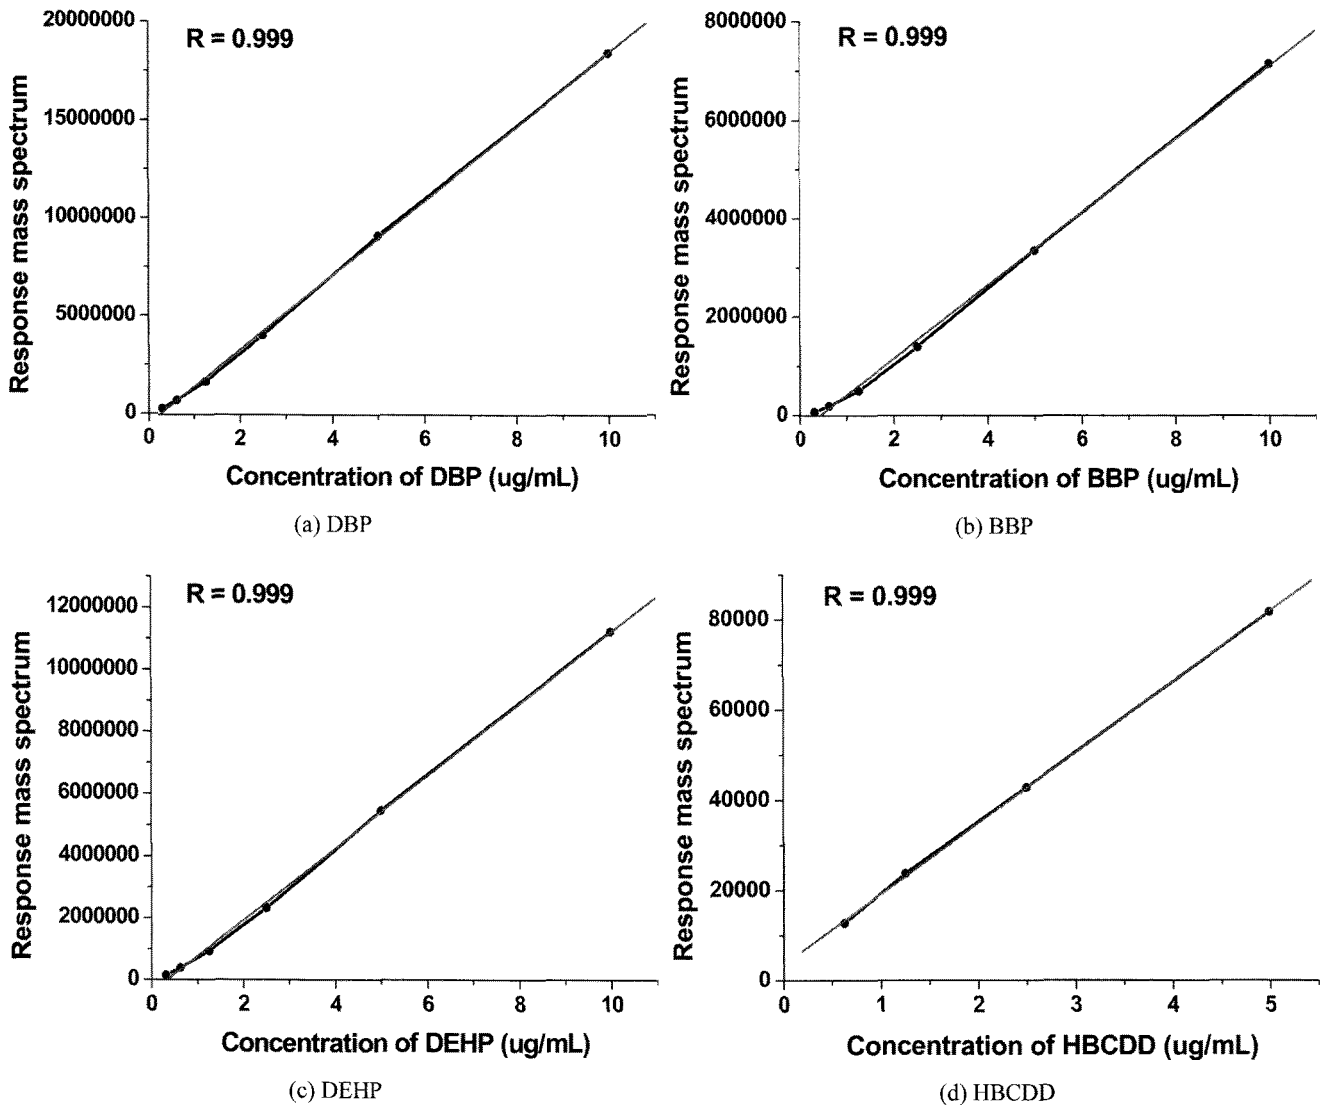 R = 0.999
Response mass spectrum
20000000
15000000
10000000
5000000
0
0 2 4 6 8 10
Concentration of DBP (ug/mL)
(a) DBP
R = 0.999
Response mass spectrum
8000000
6000000
4000000
2000000
0
0 2 4 6 8 10
Concentration of BBP (ug/mL)
(b) BBP
R = 0.999
Response mass spectrum
12000000
10000000
8000000
6000000
4000000
2000000
0
0 2 4 6 8 10
Concentration of DEHP (ug/mL)
(c) DEHP
R = 0.999
Response mass spectrum
80000
60000
40000
20000
0
0 1 2 3 4 5
Concentration of HBCDD (ug/mL)
(d) HBCDD